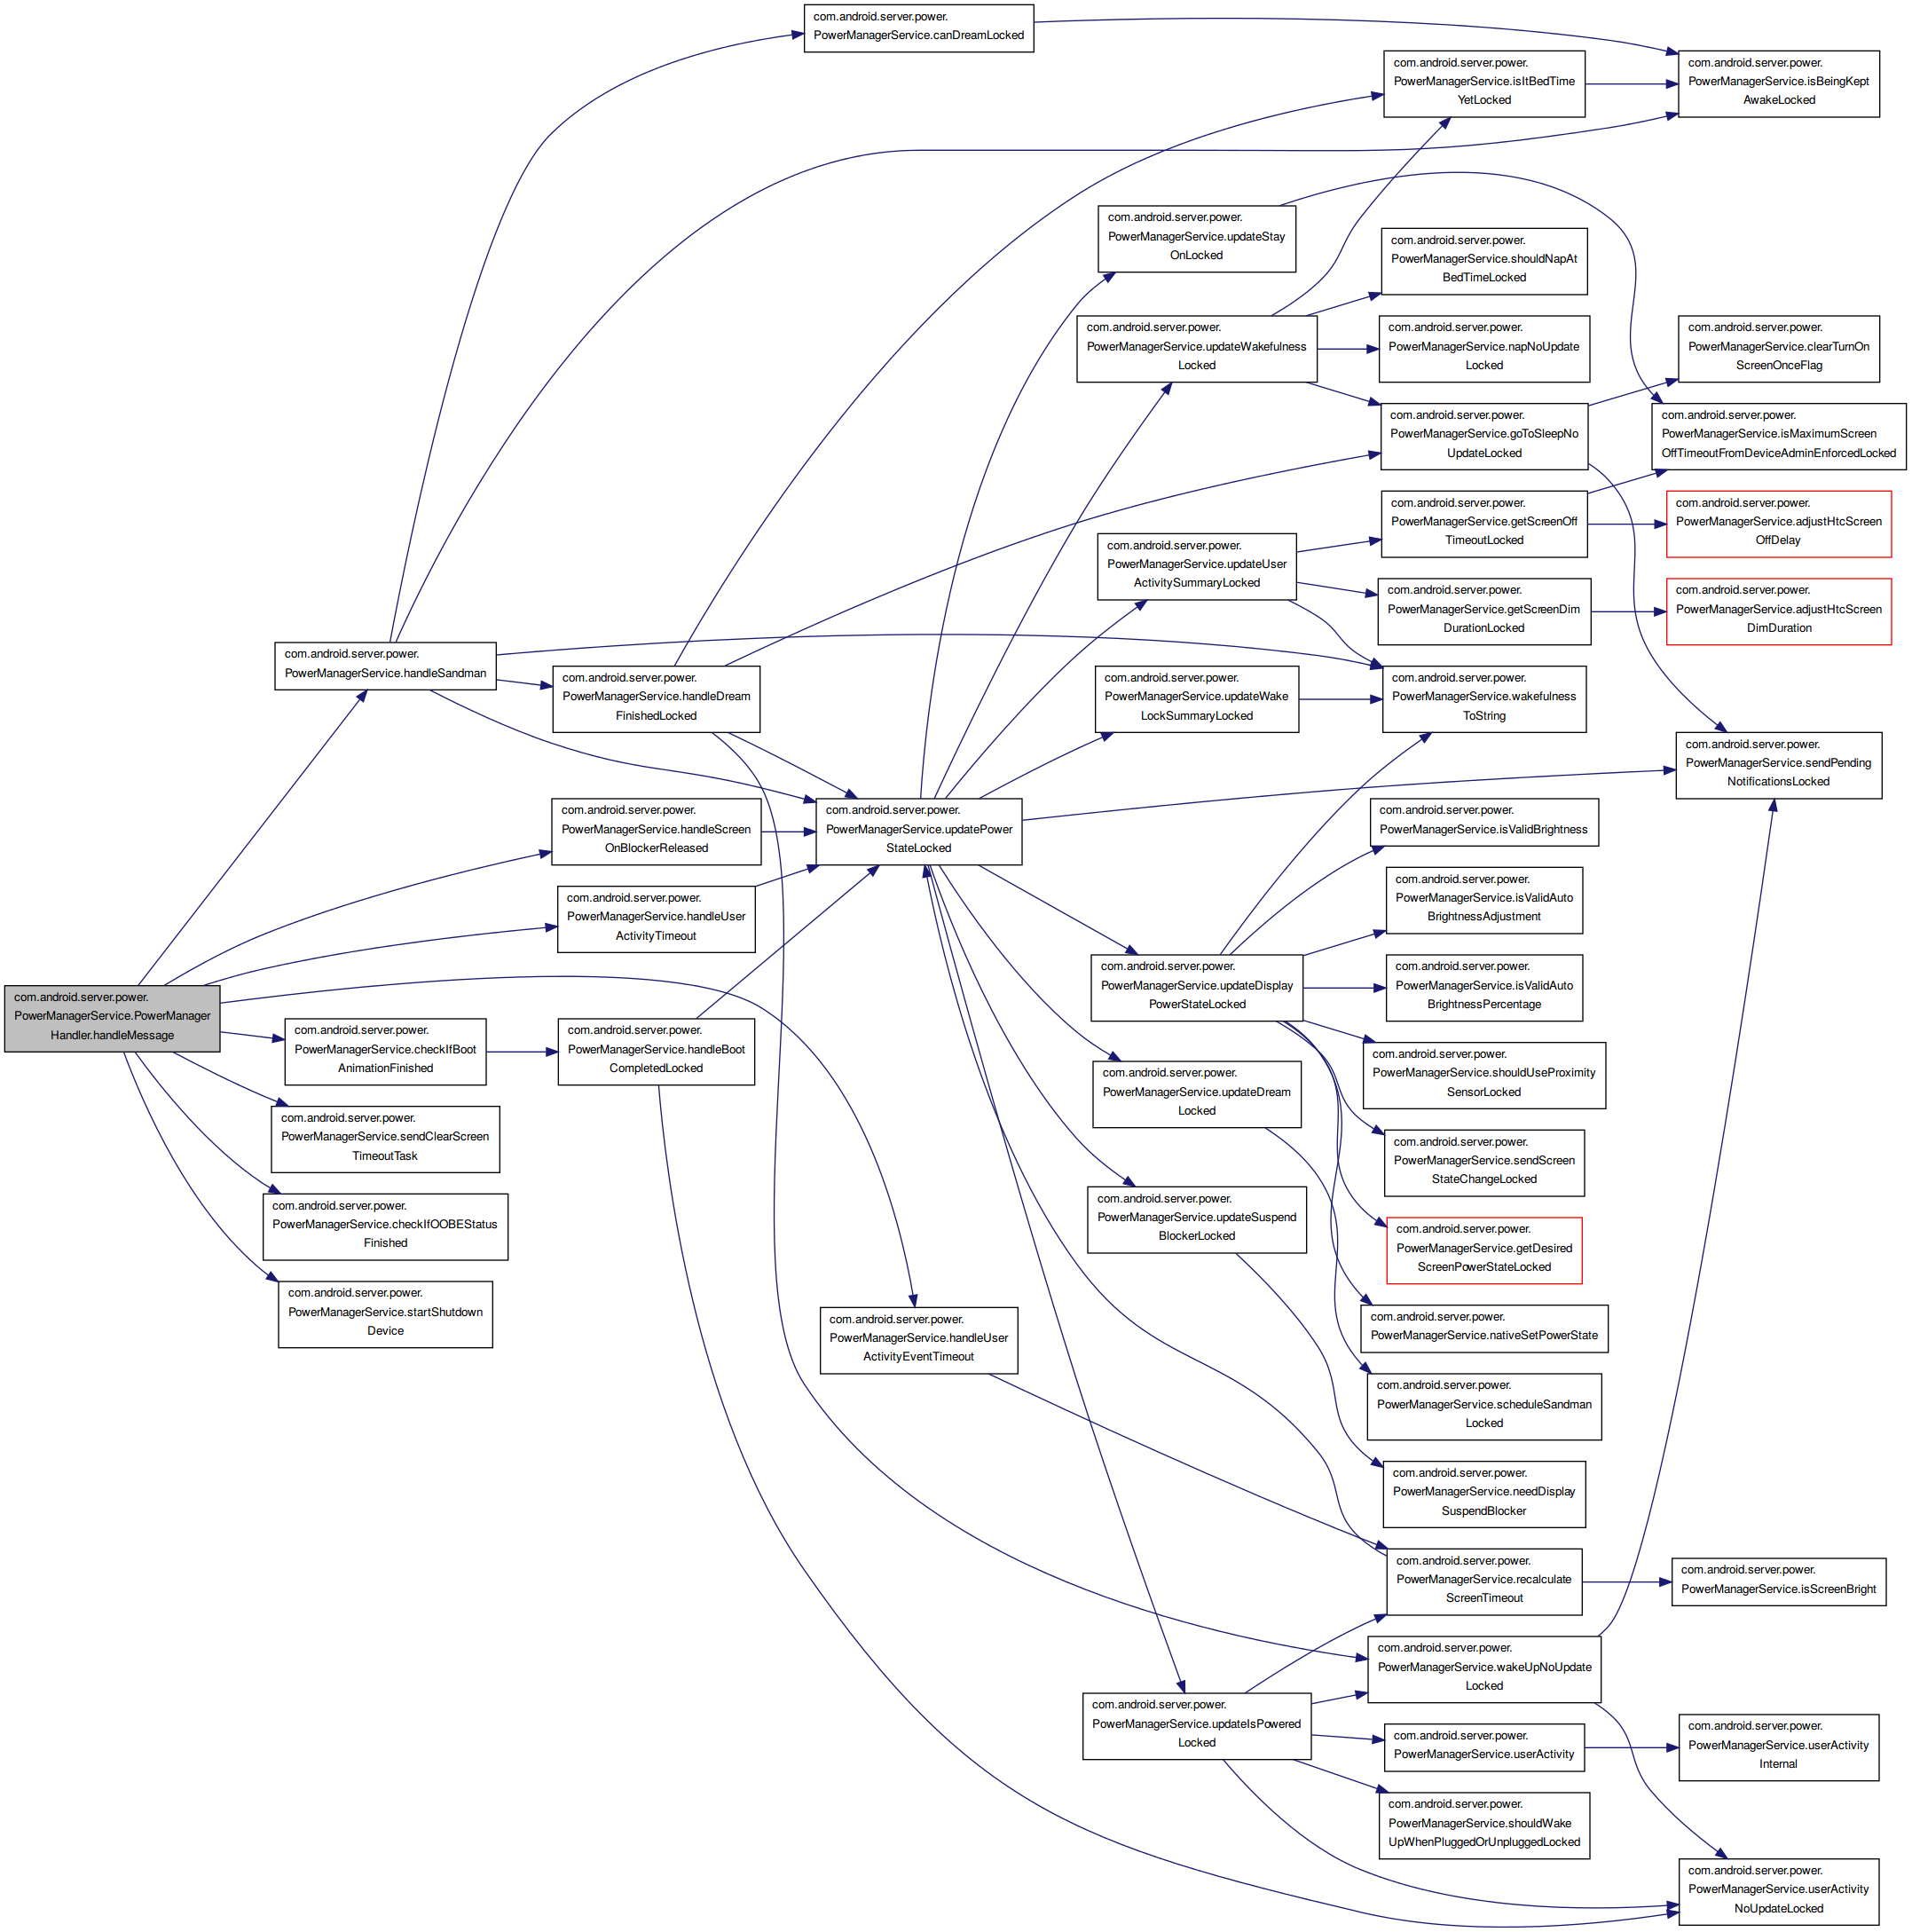 com.android.server.power.
PowerManagerService.canDreamLocked
com.android.server.power.
PowerManagerService.isItBedTime
YetLocked
com.android.server.power.
PowerManagerService.isBeingKept
AwakeLocked
com.android.server.power.
PowerManagerService.updateStay
OnLocked
com.android.server.power.
PowerManagerService.shouldNapAt
BedTimeLocked
com.android.server.power.
PowerManagerService.updateWakefulness
Locked
com.android.server.power.
PowerManagerService.napNoUpdate
Locked
com.android.server.power.
PowerManagerService.clearTurnOn
ScreenOnceFlag
com.android.server.power.
PowerManagerService.goToSleepNo
UpdateLocked
com.android.server.power.
PowerManagerService.isMaximumScreen
OffTimeoutFromDeviceAdminEnforcedLocked
com.android.server.power.
PowerManagerService.getScreenOff
TimeoutLocked
com.android.server.power.
PowerManagerService.adjustHtcScreen
OffDelay
com.android.server.power.
PowerManagerService.updateUser
ActivitySummaryLocked
com.android.server.power.
PowerManagerService.getScreenDim
DurationLocked
com.android.server.power.
PowerManagerService.adjustHtcScreen
DimDuration
com.android.server.power.
PowerManagerService.handleSandman
com.android.server.power.
PowerManagerService.handleDream
FinishedLocked
com.android.server.power.
PowerManagerService.updateWake
LockSummaryLocked
com.android.server.power.
PowerManagerService.wakefulness
ToString
com.android.server.power.
PowerManagerService.sendPending
NotificationsLocked
com.android.server.power.
PowerManagerService.handleScreen
OnBlockerReleased
com.android.server.power.
PowerManagerService.updatePower
StateLocked
com.android.server.power.
PowerManagerService.isValidBrightness
com.android.server.power.
PowerManagerService.handleUser
ActivityTimeout
com.android.server.power.
PowerManagerService.isValidAuto
BrightnessAdjustment
com.android.server.power.
PowerManagerService.updateDisplay
PowerStateLocked
com.android.server.power.
PowerManagerService.isValidAuto
BrightnessPercentage
com.android.server.power.
PowerManagerService.PowerManager
Handler.handleMessage
com.android.server.power.
PowerManagerService.checkIfBoot
AnimationFinished
com.android.server.power.
PowerManagerService.handleBoot
CompletedLocked
com.android.server.power.
PowerManagerService.shouldUseProximity
SensorLocked
com.android.server.power.
PowerManagerService.updateDream
Locked
com.android.server.power.
PowerManagerService.sendClearScreen
TimeoutTask
com.android.server.power.
PowerManagerService.sendScreen
StateChangeLocked
com.android.server.power.
PowerManagerService.checkIfOOBEStatus
Finished
com.android.server.power.
PowerManagerService.updateSuspend
BlockerLocked
com.android.server.power.
PowerManagerService.getDesired
ScreenPowerStateLocked
com.android.server.power.
PowerManagerService.startShutdown
Device
com.android.server.power.
PowerManagerService.handleUser
ActivityEventTimeout
com.android.server.power.
PowerManagerService.nativeSetPowerState
com.android.server.power.
PowerManagerService.scheduleSandman
Locked
com.android.server.power.
PowerManagerService.needDisplay
SuspendBlocker
com.android.server.power.
PowerManagerService.recalculate
ScreenTimeout
com.android.server.power.
PowerManagerService.isScreenBright
com.android.server.power.
PowerManagerService.wakeUpNoUpdate
Locked
com.android.server.power.
PowerManagerService.updateIsPowered
Locked
com.android.server.power.
PowerManagerService.userActivity
com.android.server.power.
PowerManagerService.userActivity
Internal
com.android.server.power.
PowerManagerService.shouldWake
UpWhenPluggedOrUnpluggedLocked
com.android.server.power.
PowerManagerService.userActivity
NoUpdateLocked